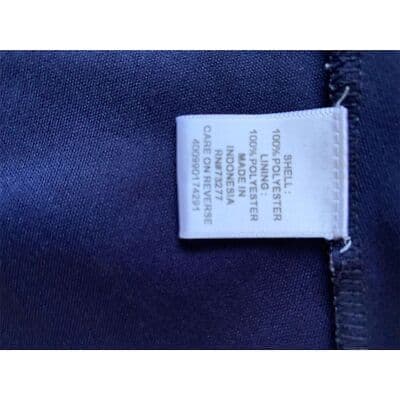 SHELL :
100% POLYESTER
LINING :
100% POLYESTER
MADE IN
INDONESIA
RN#73277
CARE ON REVERSE
400990174291